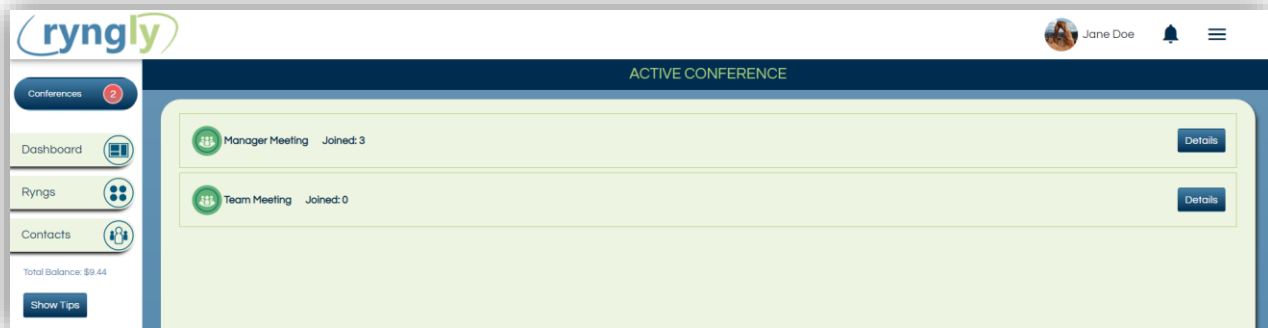 ryngly
Jane Doe
Conferences 2
ACTIVE CONFERENCE
Dashboard
Ryngs
Contacts
Total Balance: $9.44
Show Tips
Manager Meeting Joined: 3 Details
Team Meeting Joined: 0 Details